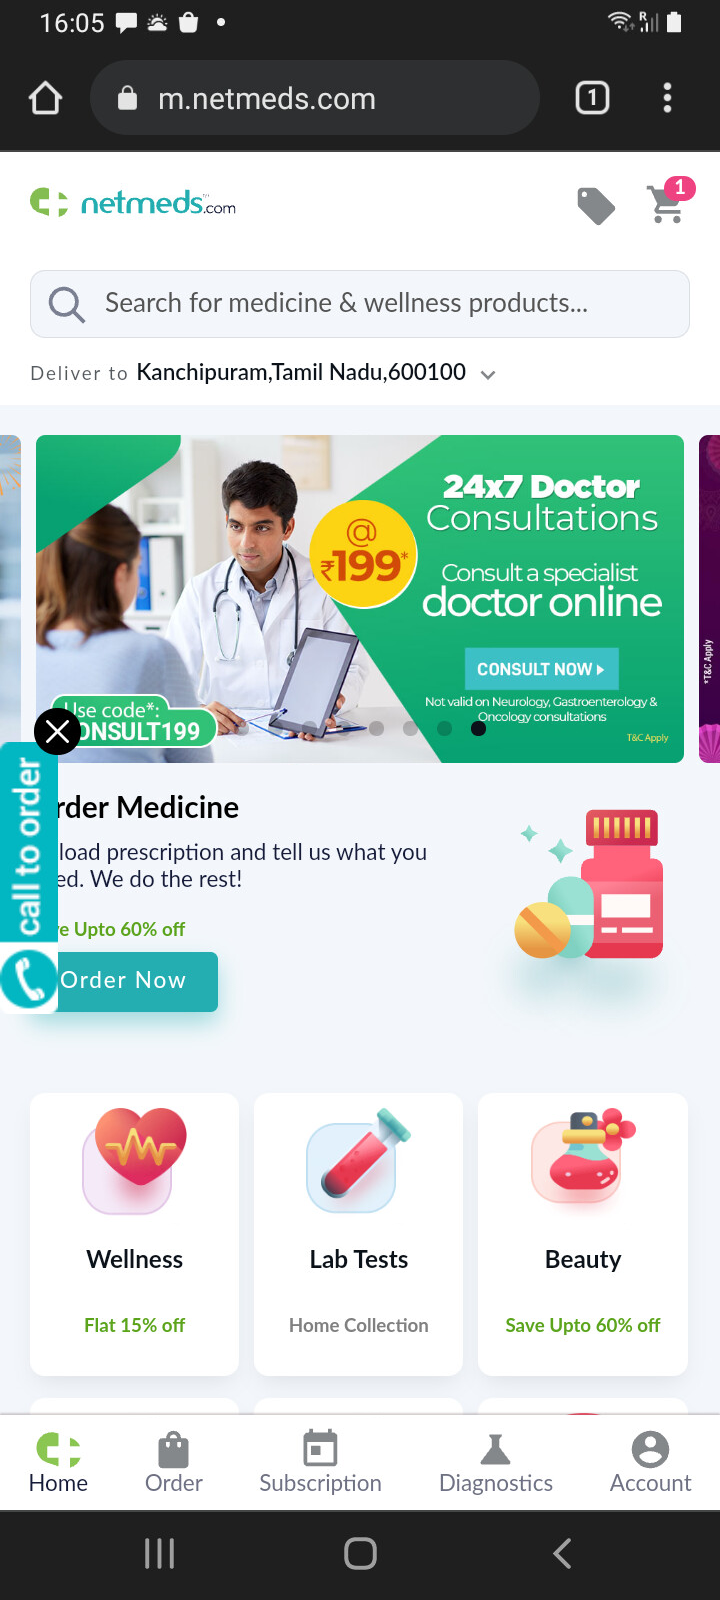 16:05
R
m.netmeds.com
1
netmeds.com
1
Search for medicine & wellness products...
Deliver to Kanchipuram,Tamil Nadu,600100
24x7 Doctor
Consultations
@
₹199*
Consult a specialist
doctor online
CONSULT NOW
Not valid on Neurology, Gastroenterology &
Oncology consultations
T&C Apply
Use code*:
ONSULT199
*T&C Apply
call to order
rder Medicine
load prescription and tell us what you
ed. We do the rest!
e Upto 60% off
Order Now
Wellness
Flat 15% off
Lab Tests
Home Collection
Beauty
Save Upto 60% off
Home
Order
Subscription
Diagnostics
Account